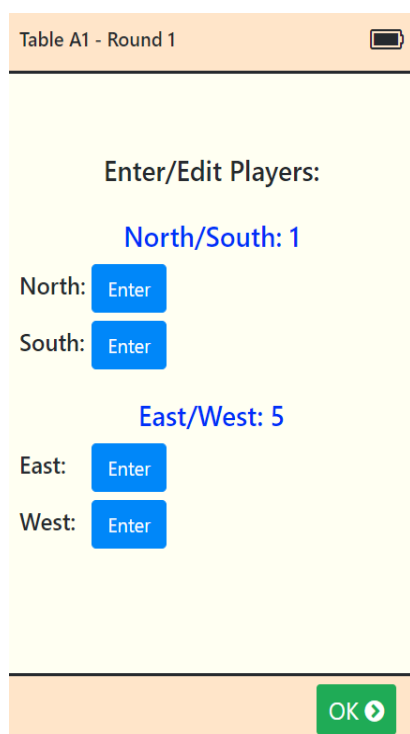 Table A1 - Round 1
Enter/Edit Players:
North/South: 1
North: Enter
South: Enter
East/West: 5
East: Enter
West: Enter
OK